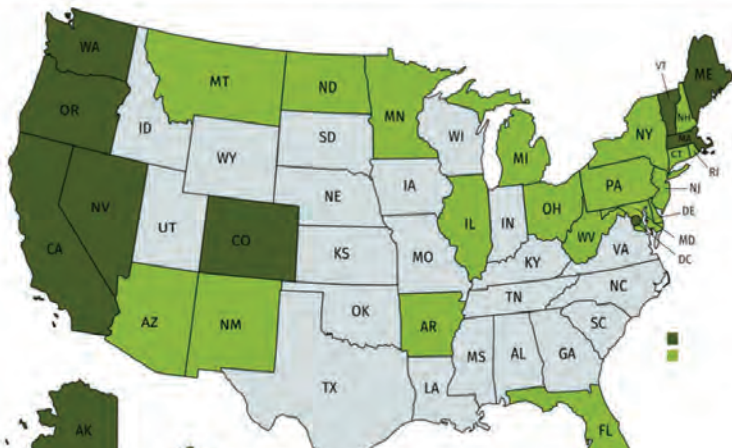 WA
MT
ND
MN
VT
ME
OR
ID
SD
WI
NH
NY
MA
WY
MI
CT
RI
IA
PA
NJ
NE
NV
UT
IL
IN
OH
DE
CO
WV
MD
CA
KS
MO
VA
DC
KY
NC
TN
AZ
NM
OK
AR
SC
MS
AL
GA
TX
LA
AK
FL